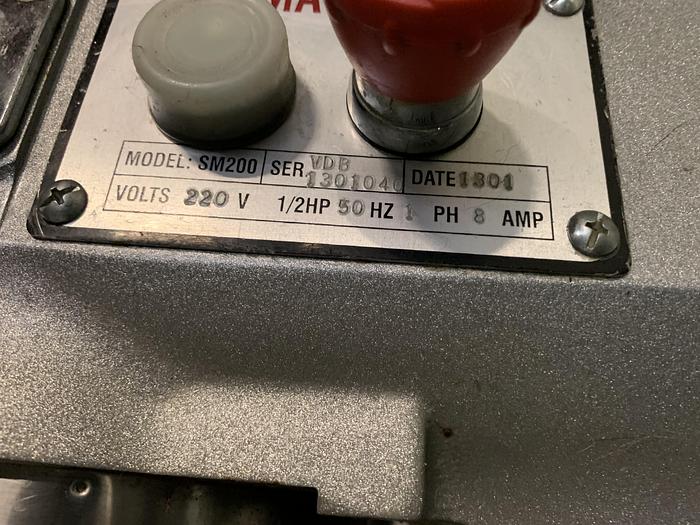 MODEL: SM200 SER. VDB 1301040 DATE 1301
VOLTS 220 V 1/2HP 50 HZ 1 PH 8 AMP